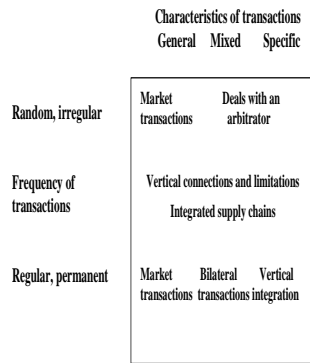 Characteristics of transactions
General Mixed Specific
Random, irregular
Market Deals with an
transactions arbitrator
Frequency of
transactions
Vertical connections and limitations
Integrated supply chains
Regular, permanent
Market Bilateral Vertical
transactions transactions integration